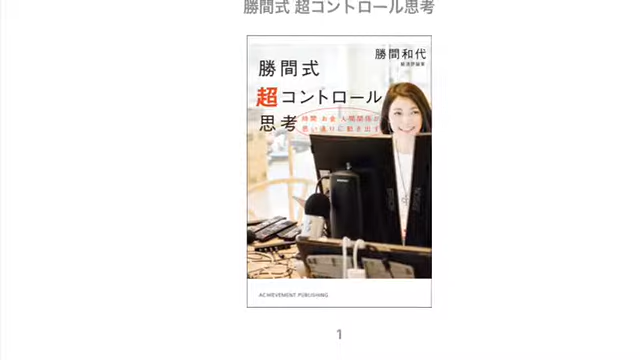 勝間式 超コントロール思考
勝間和代
経済評論家
勝間式
超コントロール
思考
時間 お金 人間関係が
思い通りに動き出す
ACHIEVEMENT PUBLISHING
1